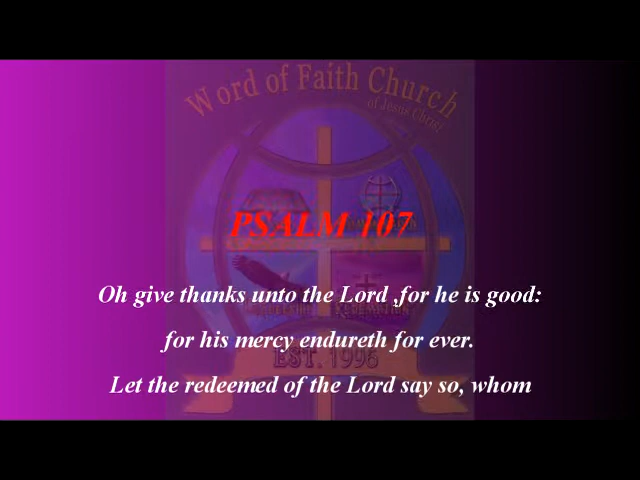 Word of Faith Church
of Jesus Christ
PSALM 107
Oh give thanks unto the Lord ,for he is good:
REDEMPTION
for his mercy endureth for ever.
EST. 1996
Let the redeemed of the Lord say so, whom